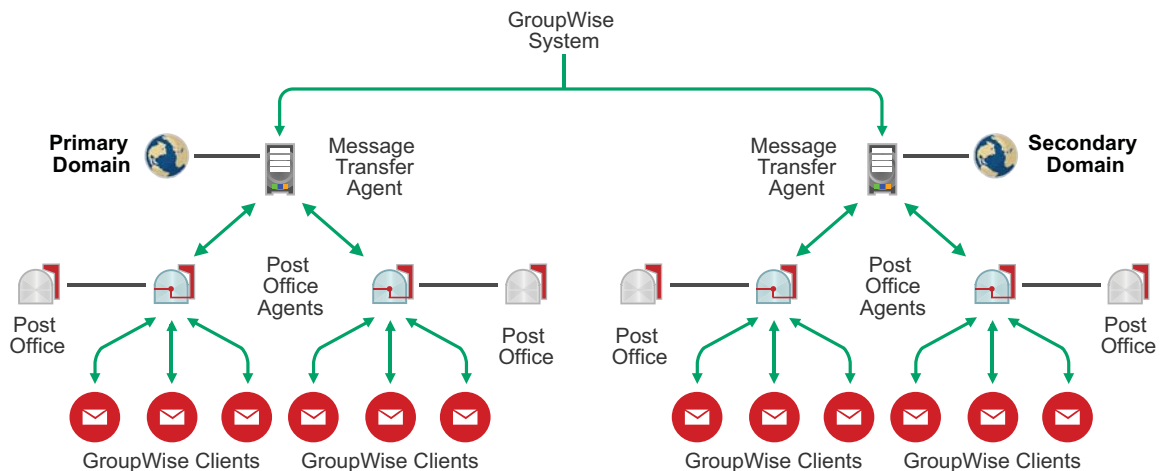 GroupWise
System
Primary
Domain
Message
Transfer
Agent
Message
Transfer
Agent
Secondary
Domain
Post
Office
Post
Office
Agents
Post
Office
Post
Office
Post
Office
Agents
Post
Office
GroupWise Clients
GroupWise Clients
GroupWise Clients
GroupWise Clients